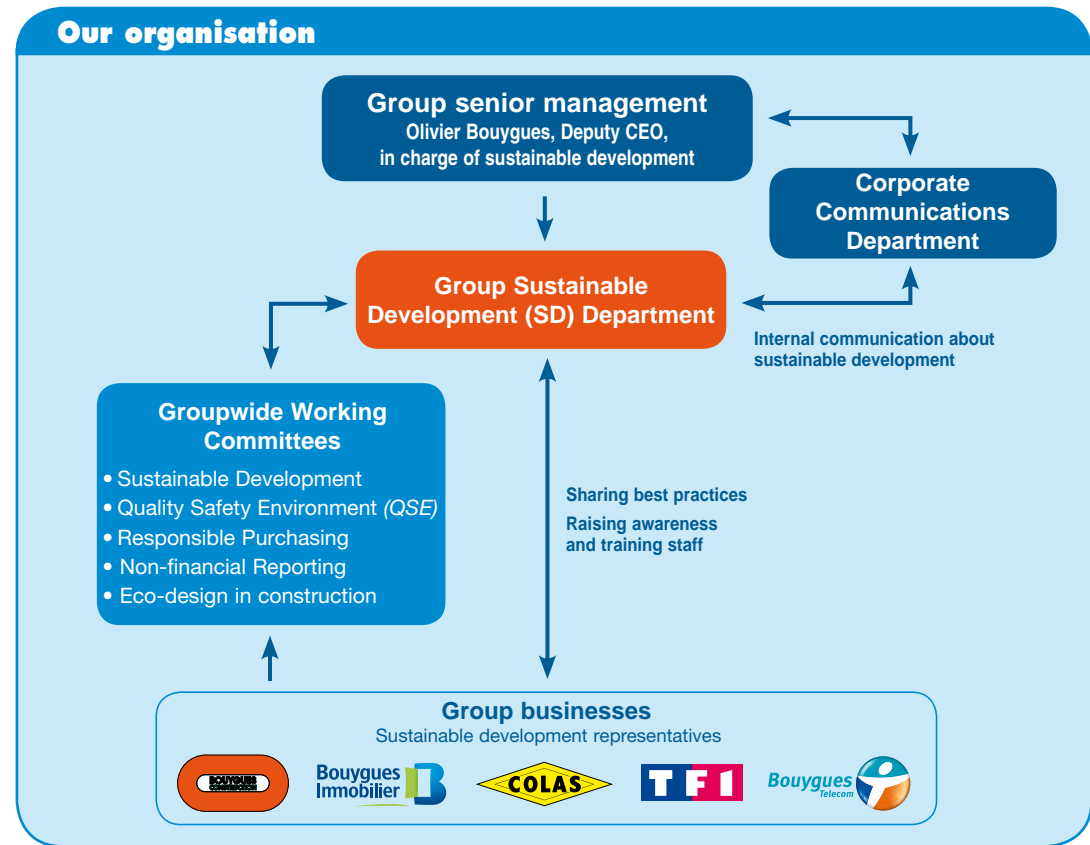 Our organisation
Group senior management
Olivier Bouygues, Deputy CEO,
in charge of sustainable development
Corporate
Communications
Department
Group Sustainable
Development (SD) Department
Internal communication about
sustainable development
Groupwide Working
Committees
• Sustainable Development
• Quality Safety Environment (QSE)
• Responsible Purchasing
• Non-financial Reporting
• Eco-design in construction
Sharing best practices
Raising awareness
and training staff
Group businesses
Sustainable development representatives
BOUYGUES
CONSTRUCTION
Bouygues
Immobilier
COLAS
TF1
Bouygues
Telecom